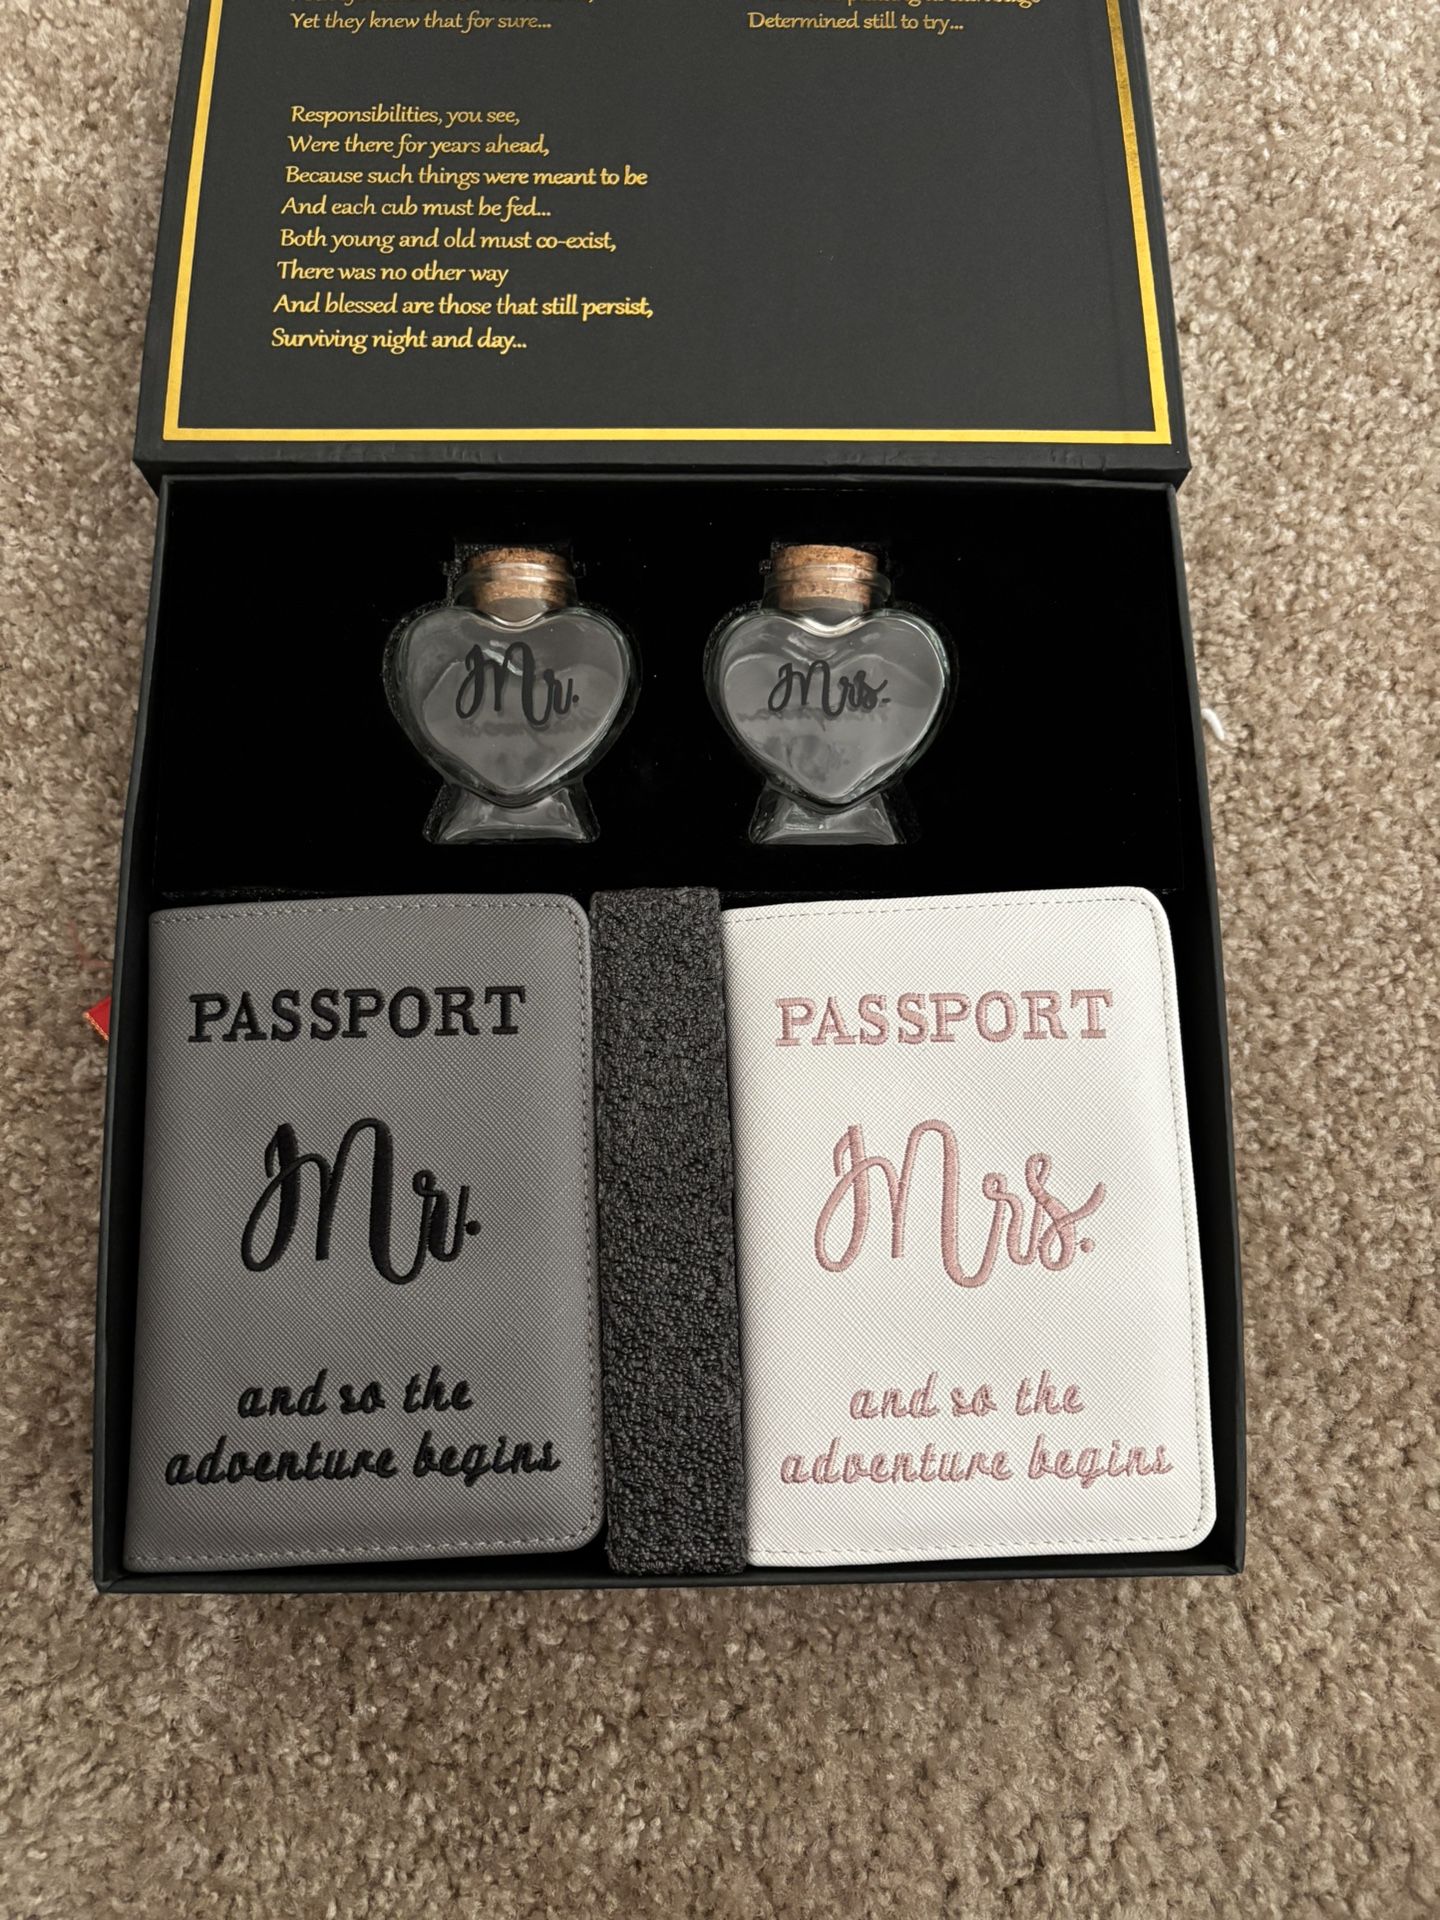 Yet they knew that for sure...
Determined still to try...
Responsibilities, you see,
Were there for years ahead,
Because such things were meant to be
And each cub must be fed...
Both young and old must co-exist,
There was no other way
And blessed are those that still persist,
Surviving night and day...
Mr.
Mrs.
PASSPORT
Mr.
and so the
adventure begins
PASSPORT
Mrs.
and so the
adventure begins